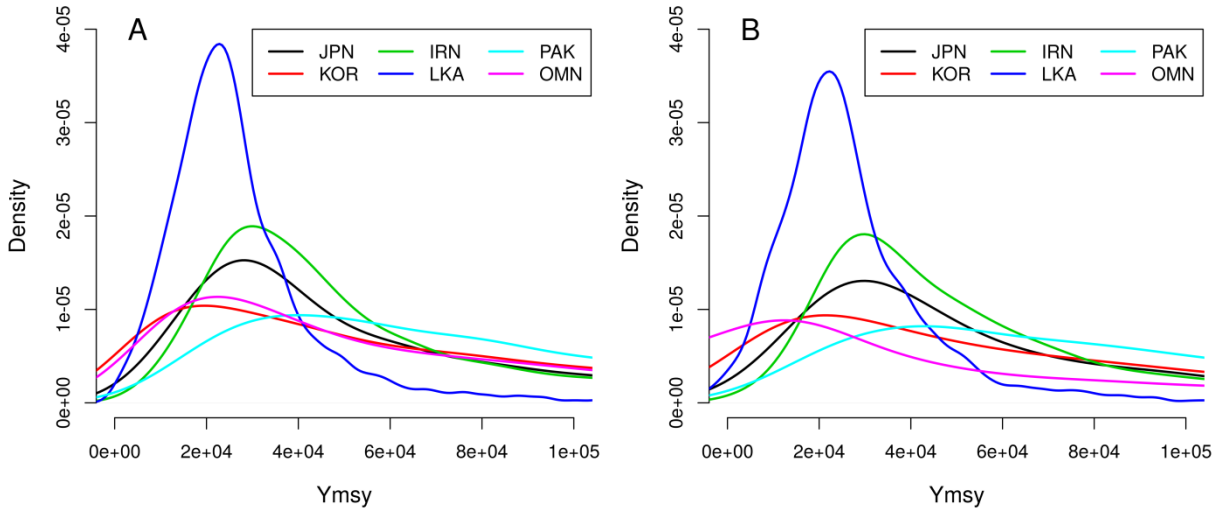 A
JPN IRN PAK
KOR LKA OMN
Density
0e+00 1e-05 2e-05 3e-05 4e-05
0e+00 2e+04 4e+04 6e+04 8e+04 1e+05
Ymsy
B
JPN IRN PAK
KOR LKA OMN
Density
0e+00 1e-05 2e-05 3e-05 4e-05
0e+00 2e+04 4e+04 6e+04 8e+04 1e+05
Ymsy